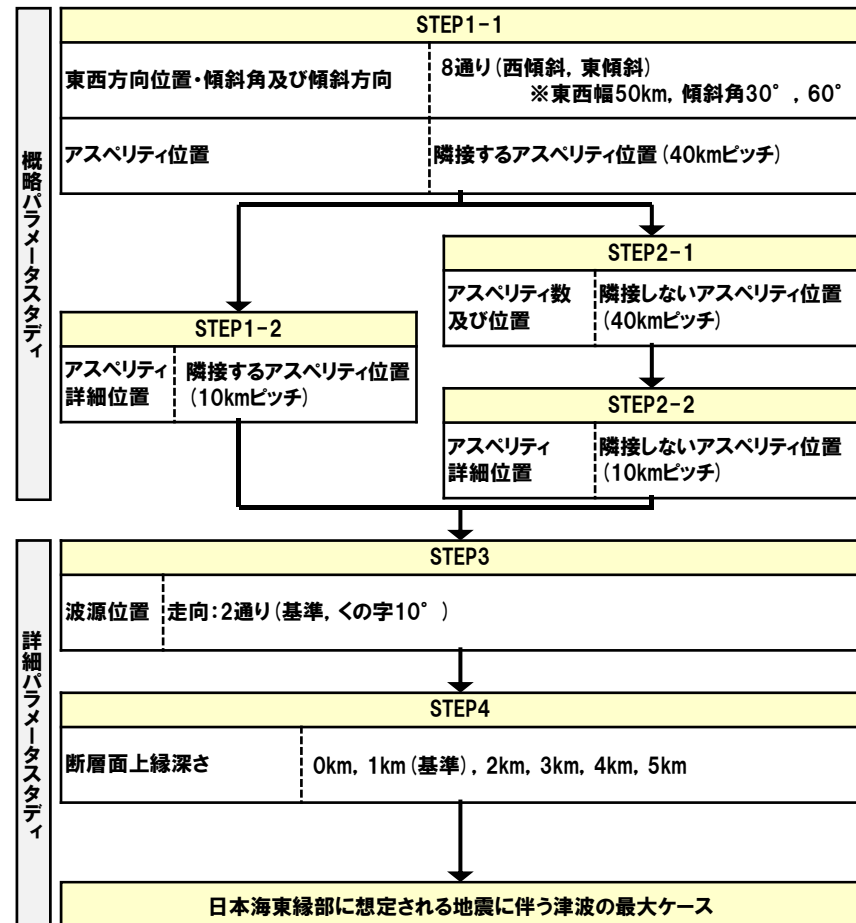 概略パラメータスタディ
STEP1-1
東西方向位置・傾斜角及び傾斜方向
8通り(西傾斜, 東傾斜)
※東西幅50km, 傾斜角30°, 60°
アスペリティ位置
隣接するアスペリティ位置(40kmピッチ)
STEP2-1
アスペリティ数
及び位置
隣接しないアスペリティ位置
(40kmピッチ)
STEP1-2
アスペリティ
詳細位置
隣接するアスペリティ位置
(10kmピッチ)
STEP2-2
アスペリティ
詳細位置
隣接しないアスペリティ位置
(10kmピッチ)
詳細パラメータスタディ
STEP3
波源位置
走向:2通り(基準, くの字10°)
STEP4
断層面上縁深さ
0km, 1km(基準), 2km, 3km, 4km, 5km
日本海東縁部に想定される地震に伴う津波の最大ケース